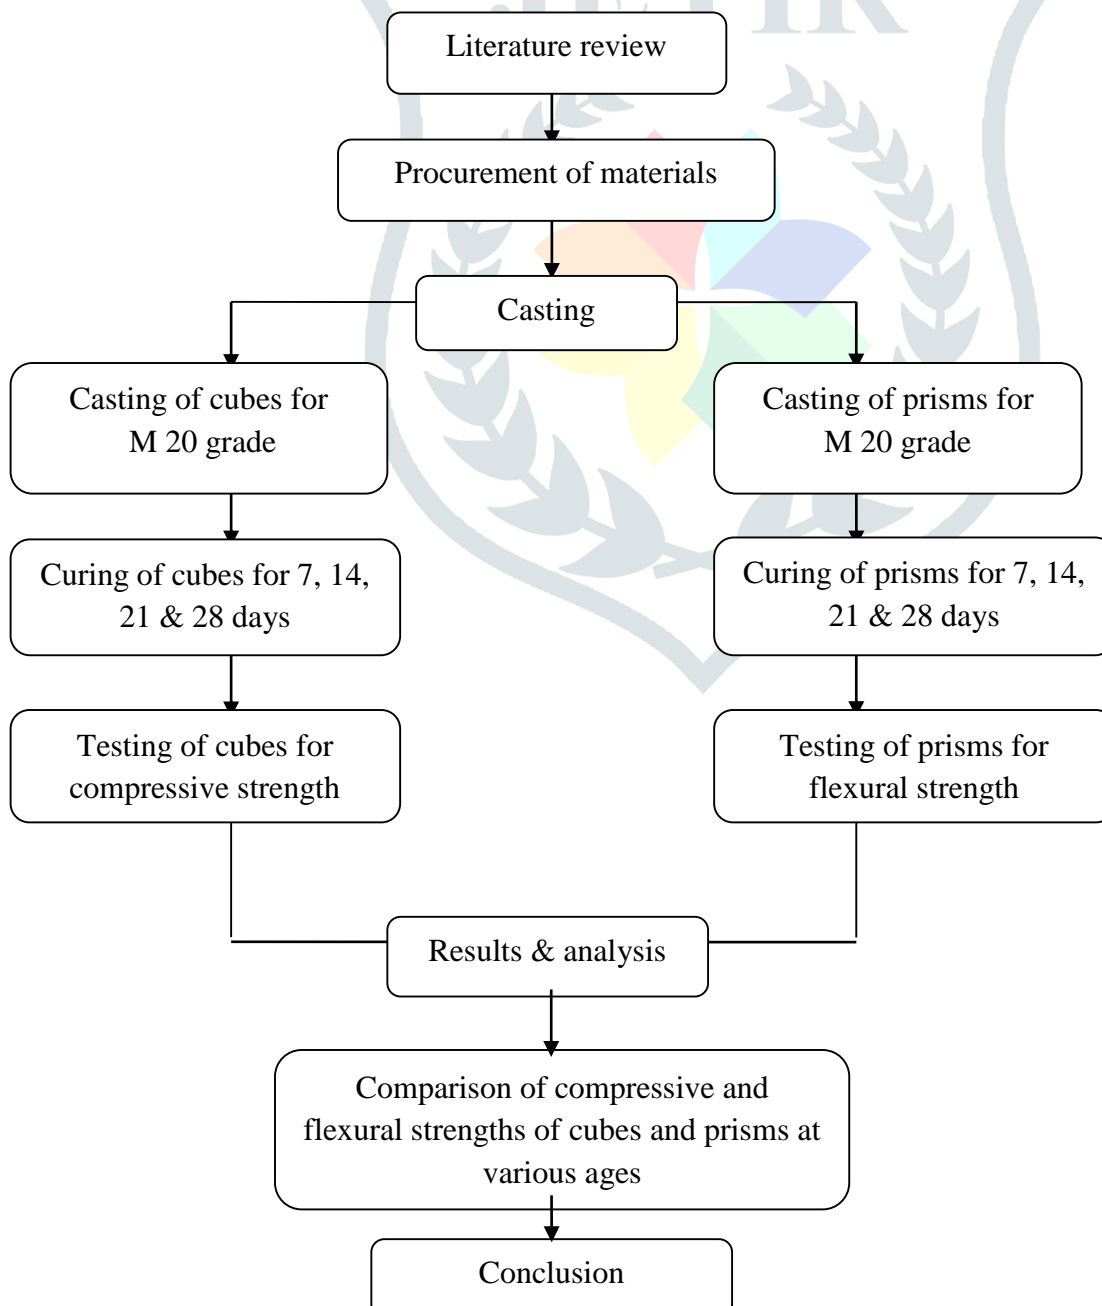 JETIR
Literature review
Procurement of materials
Casting
Casting of cubes for
M 20 grade
Casting of prisms for
M 20 grade
Curing of cubes for 7, 14,
21 & 28 days
Curing of prisms for 7, 14,
21 & 28 days
Testing of cubes for
compressive strength
Testing of prisms for
flexural strength
Results & analysis
Comparison of compressive and
flexural strengths of cubes and prisms at
various ages
Conclusion